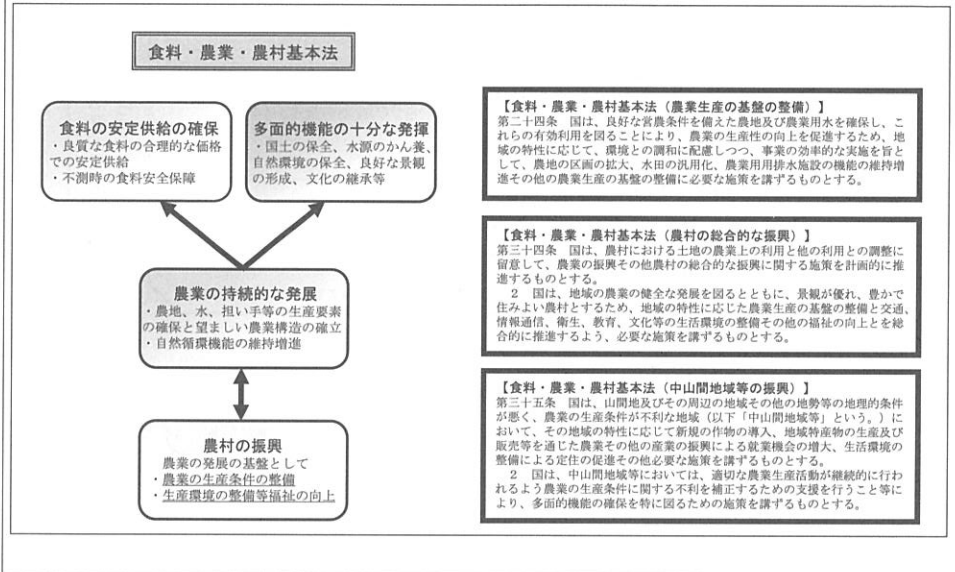 食料・農業・農村基本法
食料の安定供給の確保
・良質な食料の合理的な価格
での安定供給
・不測時の食料安全保障
多面的機能の十分な発揮
・国土の保全、水源のかん養、
自然環境の保全、良好な景観
の形成、文化の継承等
農業の持続的な発展
・農地、水、担い手等の生産要素
の確保と望ましい農業構造の確立
・自然循環機能の維持増進
農村の振興
農業の発展の基盤として
・農業の生産条件の整備
・生産環境の整備等福祉の向上
【食料・農業・農村基本法（農業生産の基盤の整備）】
第二十四条　国は、良好な営農条件を備えた農地及び農業用水を確保し、こ
れらの有効利用を図ることにより、農業の生産性の向上を促進するため、地
域の特性に応じて、環境との調和に配慮しつつ、事業の効率的な実施を旨と
して、農地の区画の拡大、水田の汎用化、農業用用排水施設の機能の維持増
進その他の農業生産の基盤の整備に必要な施策を講ずるものとする。
【食料・農業・農村基本法（農村の総合的な振興）】
第三十四条　国は、農村における土地の農業上の利用と他の利用との調整に
留意して、農業の振興その他農村の総合的な振興に関する施策を計画的に推
進するものとする。
２　国は、地域の農業の健全な発展を図るとともに、景観が優れ、豊かで
住みよい農村とするため、地域の特性に応じた農業生産の基盤の整備と交通、
情報通信、衛生、教育、文化等の生活環境の整備その他の福祉の向上とを総
合的に推進するよう、必要な施策を講ずるものとする。
【食料・農業・農村基本法（中山間地域等の振興）】
第三十五条　国は、山間地及びその周辺の地域その他の地勢等の地理的条件
が悪く、農業の生産条件が不利な地域（以下「中山間地域等」という。）に
おいて、その地域の特性に応じて新規の作物の導入、地域特産物の生産及び
販売等を通じた農業その他の産業の振興による就業機会の増大、生活環境の
整備による定住の促進その他必要な施策を講ずるものとする。
２　国は、中山間地域等においては、適切な農業生産活動が継続的に行わ
れるよう農業の生産条件に関する不利を補正するための支援を行うこと等に
より、多面的機能の確保を特に図るための施策を講ずるものとする。